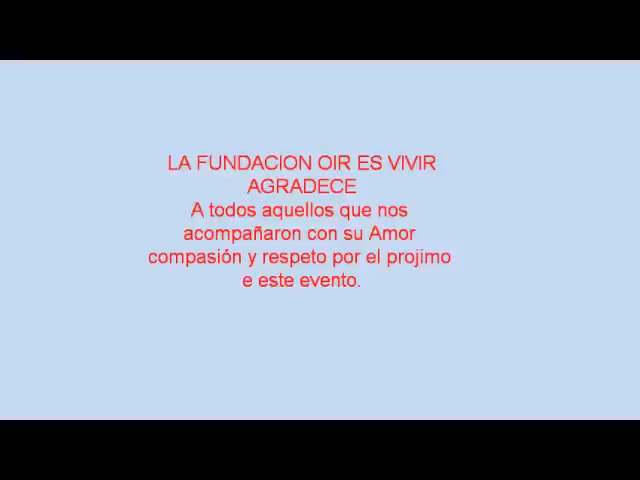 LA FUNDACION OIR ES VIVIR
AGRADECE
A todos aquellos que nos
acompañaron con su Amor
compasión y respeto por el projimo
e este evento.